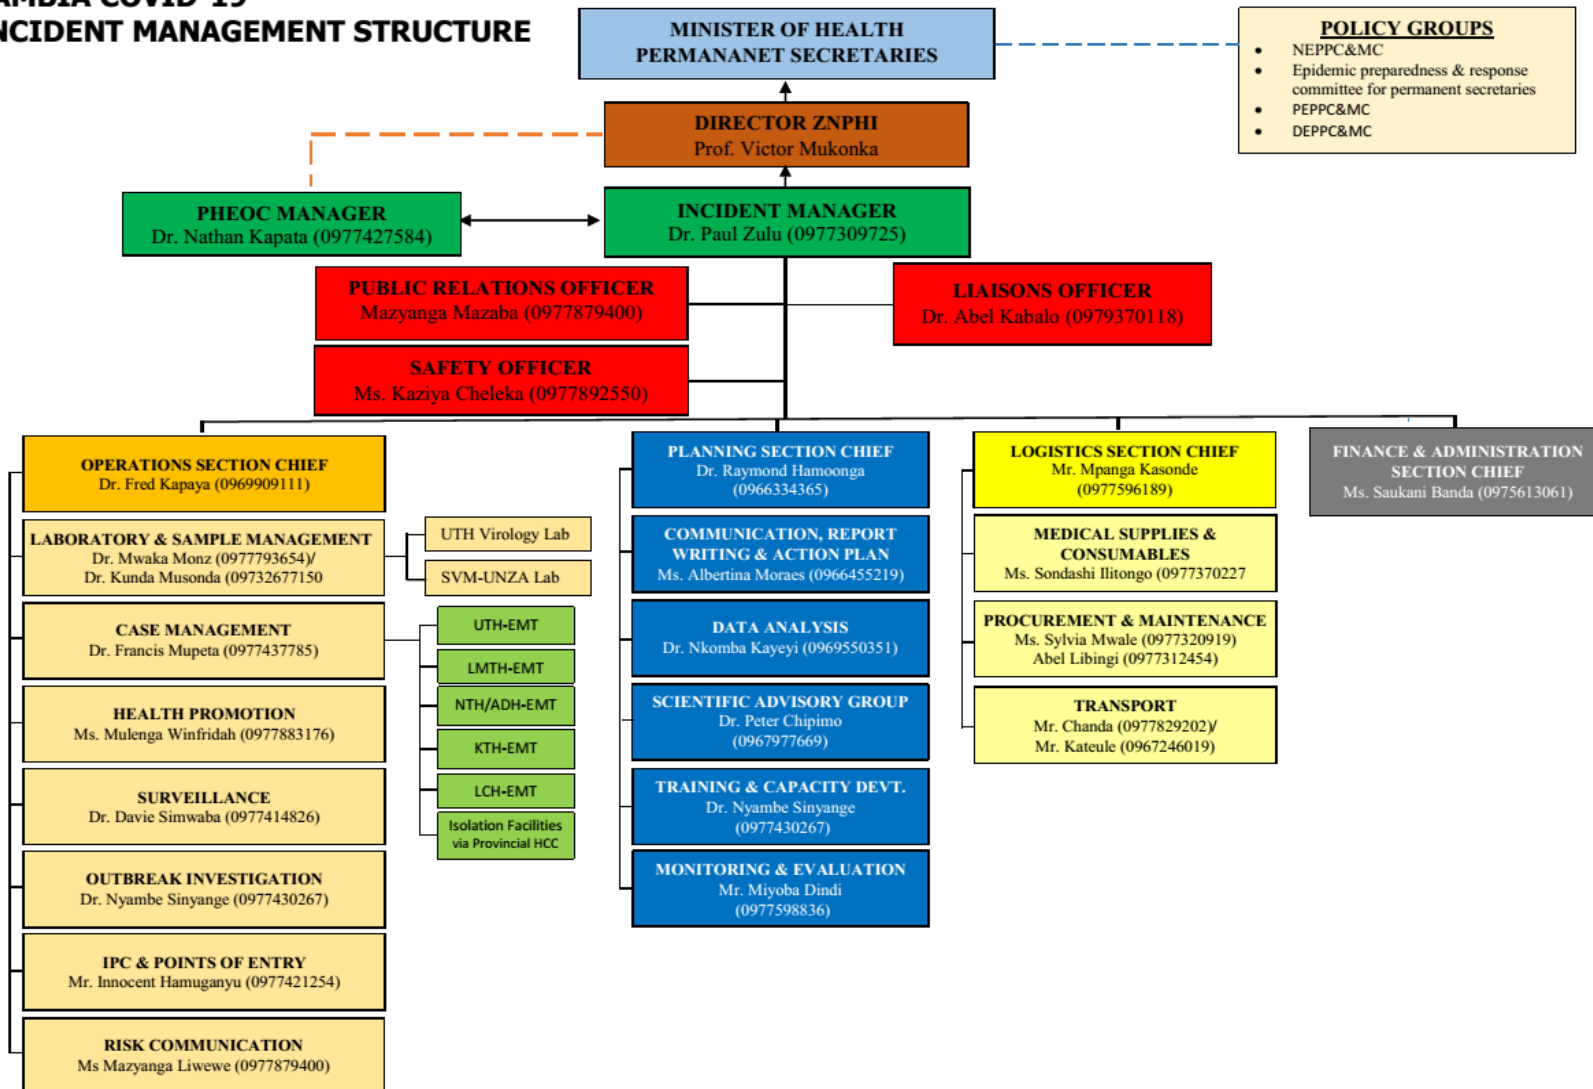 AMBIA COVID-19
NCIDENT MANAGEMENT STRUCTURE
MINISTER OF HEALTH
PERMANANET SECRETARIES
POLICY GROUPS
• NEPPC&MC
• Epidemic preparedness & response
committee for permanent secretaries
• PEPPC&MC
• DEPPC&MC
DIRECTOR ZNPHI
Prof. Victor Mukonka
PHEOC MANAGER
Dr. Nathan Kapata (0977427584)
INCIDENT MANAGER
Dr. Paul Zulu (0977309725)
PUBLIC RELATIONS OFFICER
Mazyanga Mazaba (0977879400)
LIAISONS OFFICER
Dr. Abel Kabalo (0979370118)
SAFETY OFFICER
Ms. Kaziya Cheleka (0977892550)
OPERATIONS SECTION CHIEF
Dr. Fred Kapaya (0969909111)
LABORATORY & SAMPLE MANAGEMENT
Dr. Mwaka Monz (0977793654)/
Dr. Kunda Musonda (09732677150
UTH Virology Lab
SVM-UNZA Lab
CASE MANAGEMENT
Dr. Francis Mupeta (0977437785)
UTH-EMT
LMTH-EMT
NTH/ADH-EMT
KTH-EMT
LCH-EMT
Isolation Facilities
via Provincial HCC
HEALTH PROMOTION
Ms. Mulenga Winfridah (0977883176)
SURVEILLANCE
Dr. Davie Simwaba (0977414826)
OUTBREAK INVESTIGATION
Dr. Nyambe Sinyange (0977430267)
IPC & POINTS OF ENTRY
Mr. Innocent Hamuganyu (0977421254)
RISK COMMUNICATION
Ms Mazyanga Liwewe (0977879400)
PLANNING SECTION CHIEF
Dr. Raymond Hamoonga
(0966334365)
COMMUNICATION, REPORT
WRITING & ACTION PLAN
Ms. Albertina Moraes (0966455219)
DATA ANALYSIS
Dr. Nkomba Kayeyi (0969550351)
SCIENTIFIC ADVISORY GROUP
Dr. Peter Chipimo
(0967977669)
TRAINING & CAPACITY DEVT.
Dr. Nyambe Sinyange
(0977430267)
MONITORING & EVALUATION
Mr. Miyoba Dindi
(0977598836)
LOGISTICS SECTION CHIEF
Mr. Mpanga Kasonde
(0977596189)
MEDICAL SUPPLIES &
CONSUMABLES
Ms. Sondashi Ilitongo (0977370227
PROCUREMENT & MAINTENANCE
Ms. Sylvia Mwale (0977320919)
Abel Libingi (0977312454)
TRANSPORT
Mr. Chanda (0977829202)/
Mr. Kateule (0967246019)
FINANCE & ADMINISTRATION
SECTION CHIEF
Ms. Saukani Banda (0975613061)